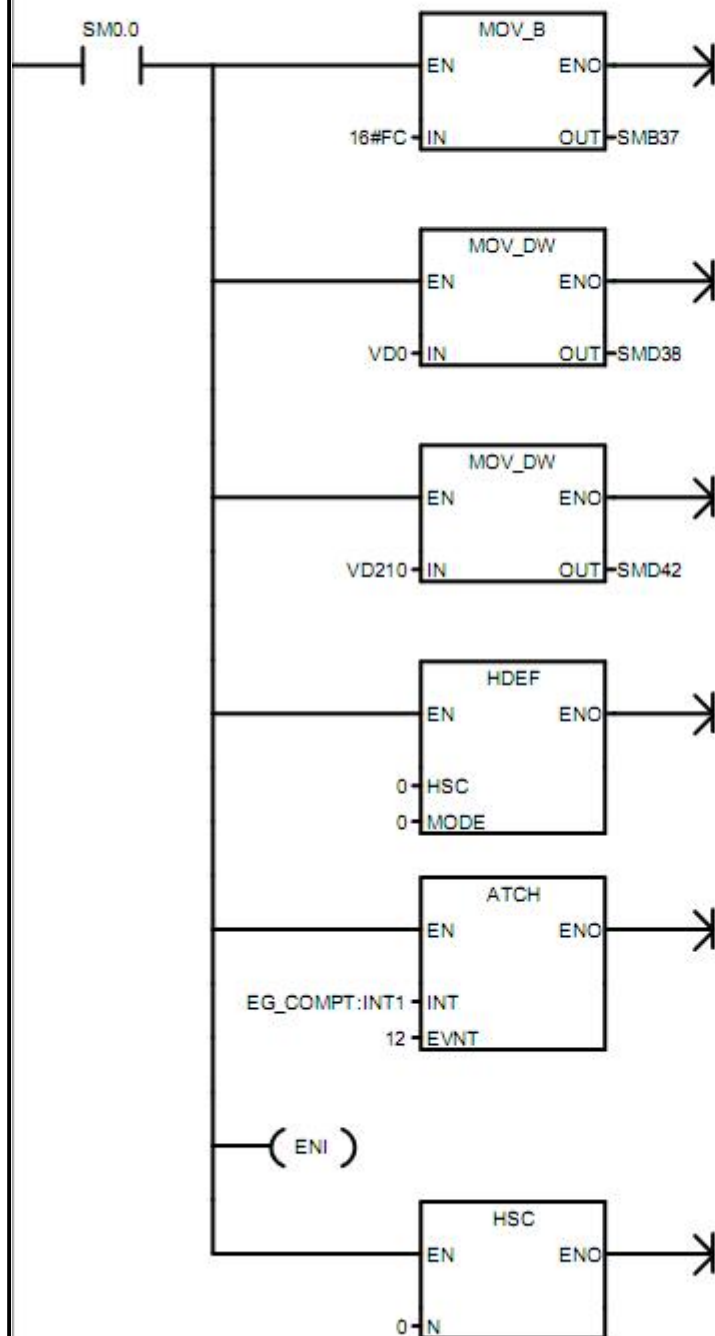 SM0.0
MOV_B
EN ENO
16#FC IN OUT SMB37
MOV_DW
EN ENO
VD0 IN OUT SMD38
MOV_DW
EN ENO
VD210 IN OUT SMD42
HDEF
EN ENO
0 HSC
0 MODE
ATCH
EN ENO
EG_COMPT:INT1 INT
12 EVNT
ENI
HSC
EN ENO
0 N